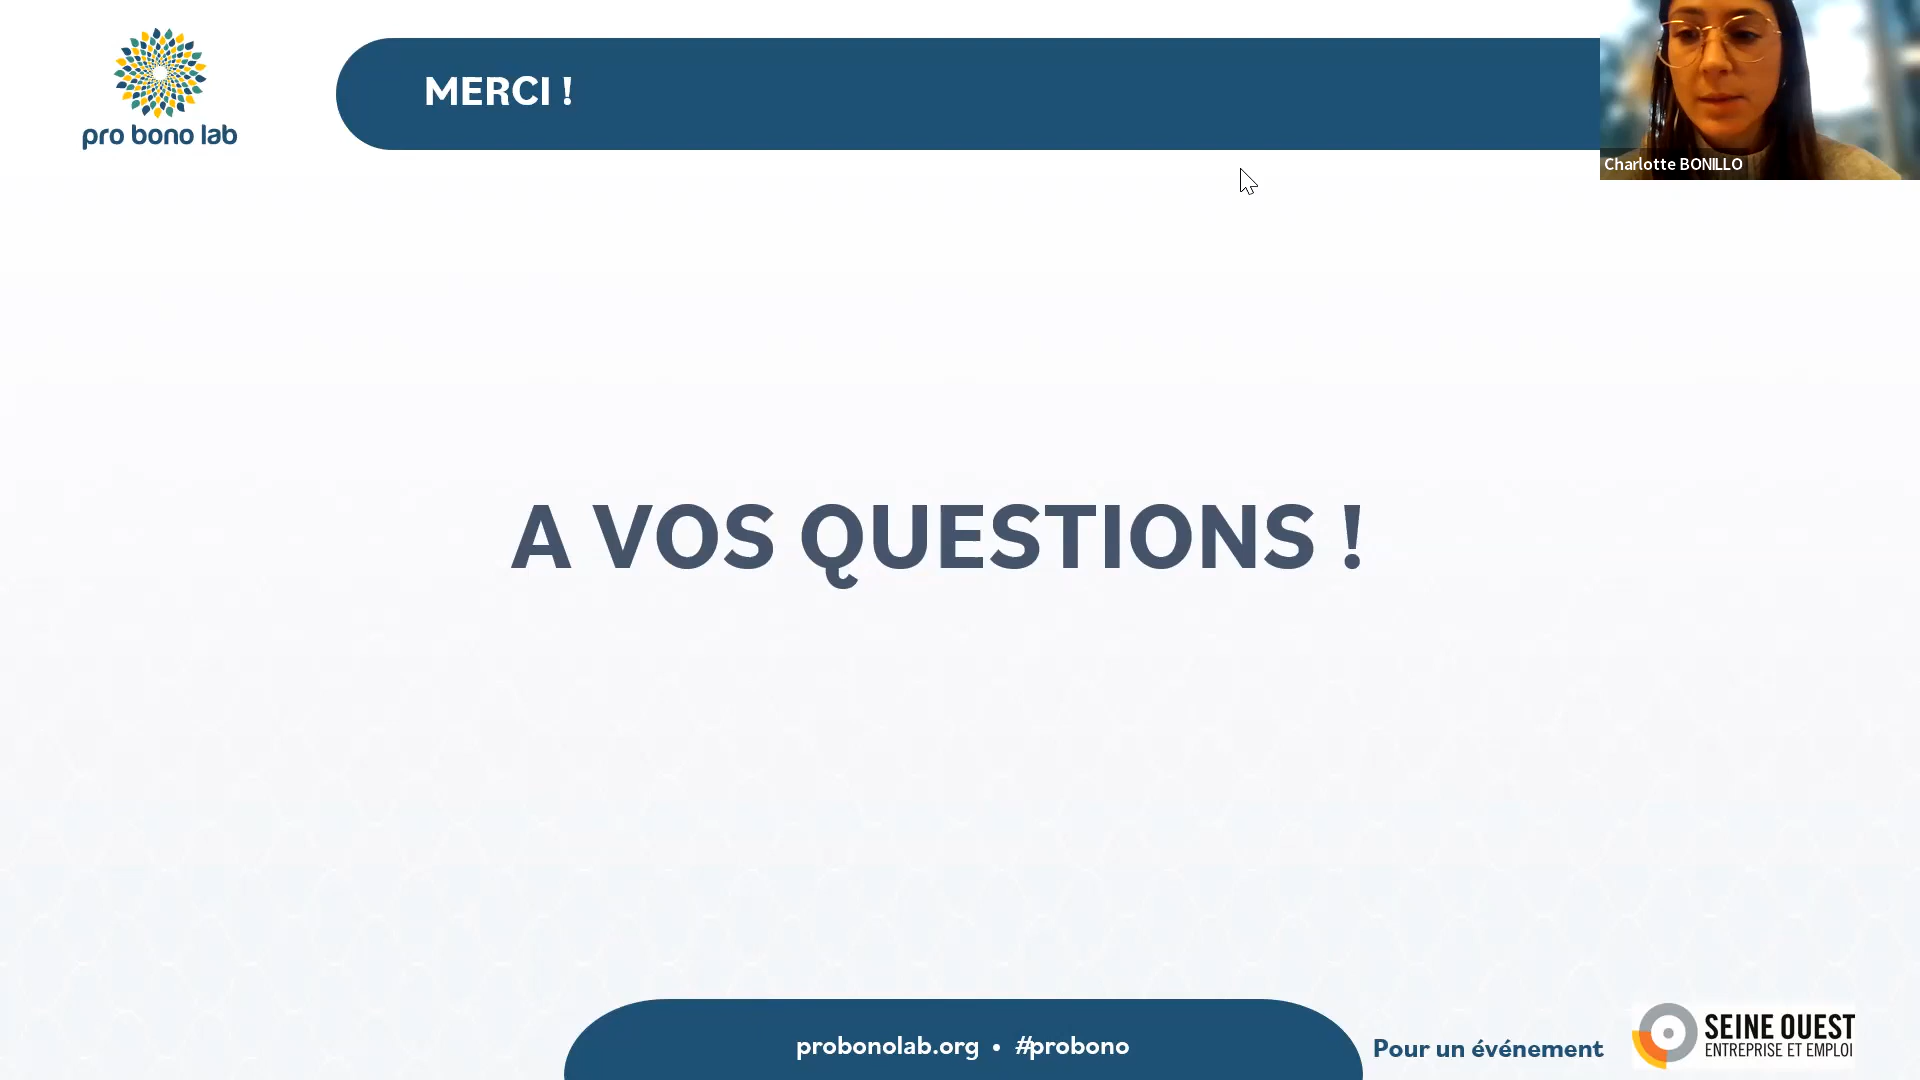 pro bono lab
MERCI !
Charlotte BONILLO
A VOS QUESTIONS !
probonolab.org • #probono
Pour un événement
SEINE OUEST
ENTREPRISE ET EMPLOI